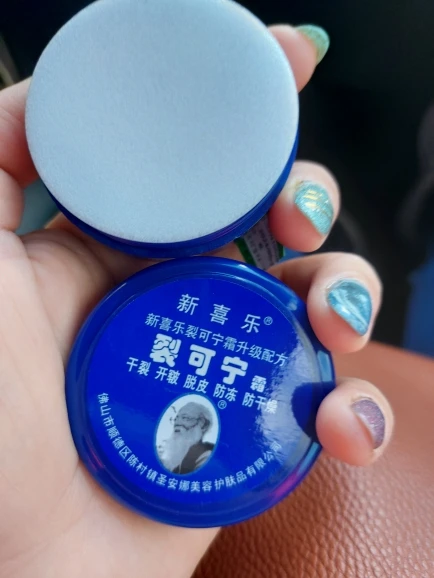 新喜乐®
新喜乐裂可宁霜升级配方
裂可宁霜
干裂 开皲 脱皮 防冻 防干燥
®
佛山市顺德区陈村镇圣安娜美容护肤品有限公司